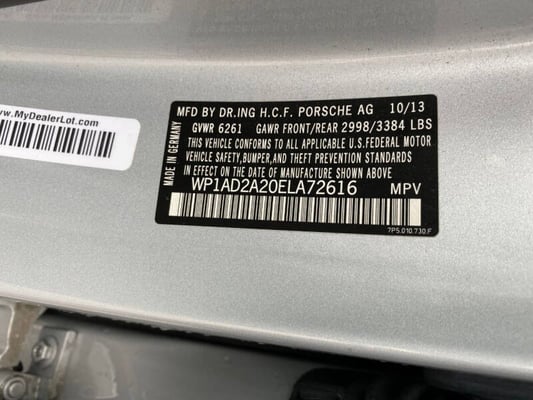 www.MyDealerLot.com
MFD BY DR.ING H.C.F. PORSCHE AG 10/13
GVWR 6261 GAWR FRONT/REAR 2998/3384 LBS
THIS VEHICLE CONFORMS TO ALL APPLICABLE U.S.FEDERAL MOTOR
VEHICLE SAFETY,BUMPER,AND THEFT PREVENTION STANDARDS
IN EFFECT ON THE DATE OF MANUFACTURE SHOWN ABOVE.
WP1AD2A20ELA72616 MPV
7P5.010.730.F
MADE IN GERMANY